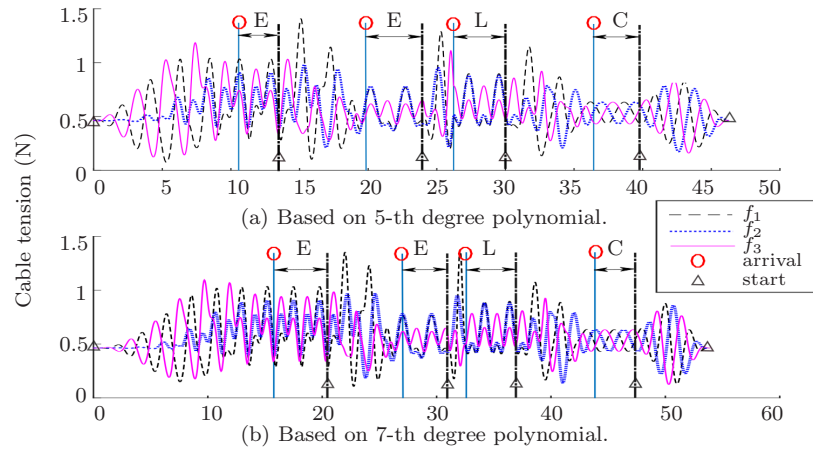 Cable tension (N)
1.5
1
0.5
0
E
E
L
C
0
5
10
15
20
25
30
35
40
45
50
(a) Based on 5-th degree polynomial.
f1
f2
f3
arrival
start
1.5
1
0.5
0
E
E
L
C
0
10
20
30
40
50
60
(b) Based on 7-th degree polynomial.